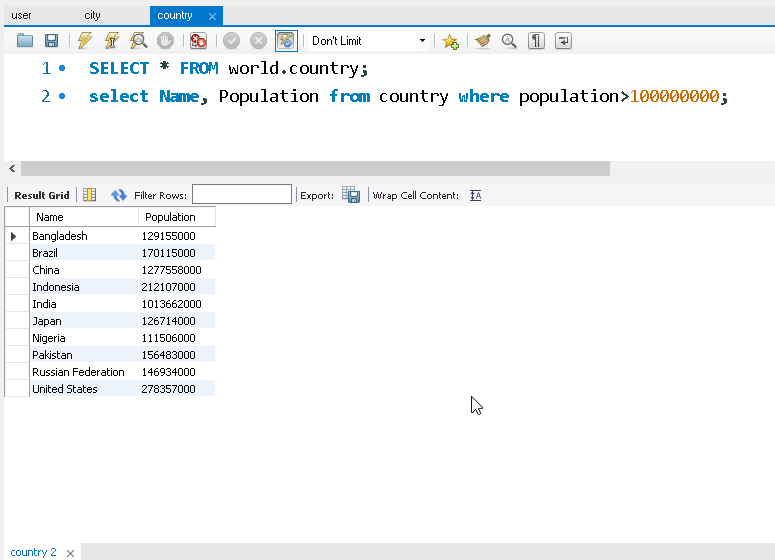 user city country
Don't Limit
1 SELECT * FROM world.country;
2 select Name, Population from country where population>100000000;
Result Grid Filter Rows: Export: Wrap Cell Content:
Name Population
Bangladesh 129155000
Brazil 170115000
China 1277558000
Indonesia 212107000
India 1013662000
Japan 126714000
Nigeria 111506000
Pakistan 156483000
Russian Federation 146934000
United States 278357000
country 2